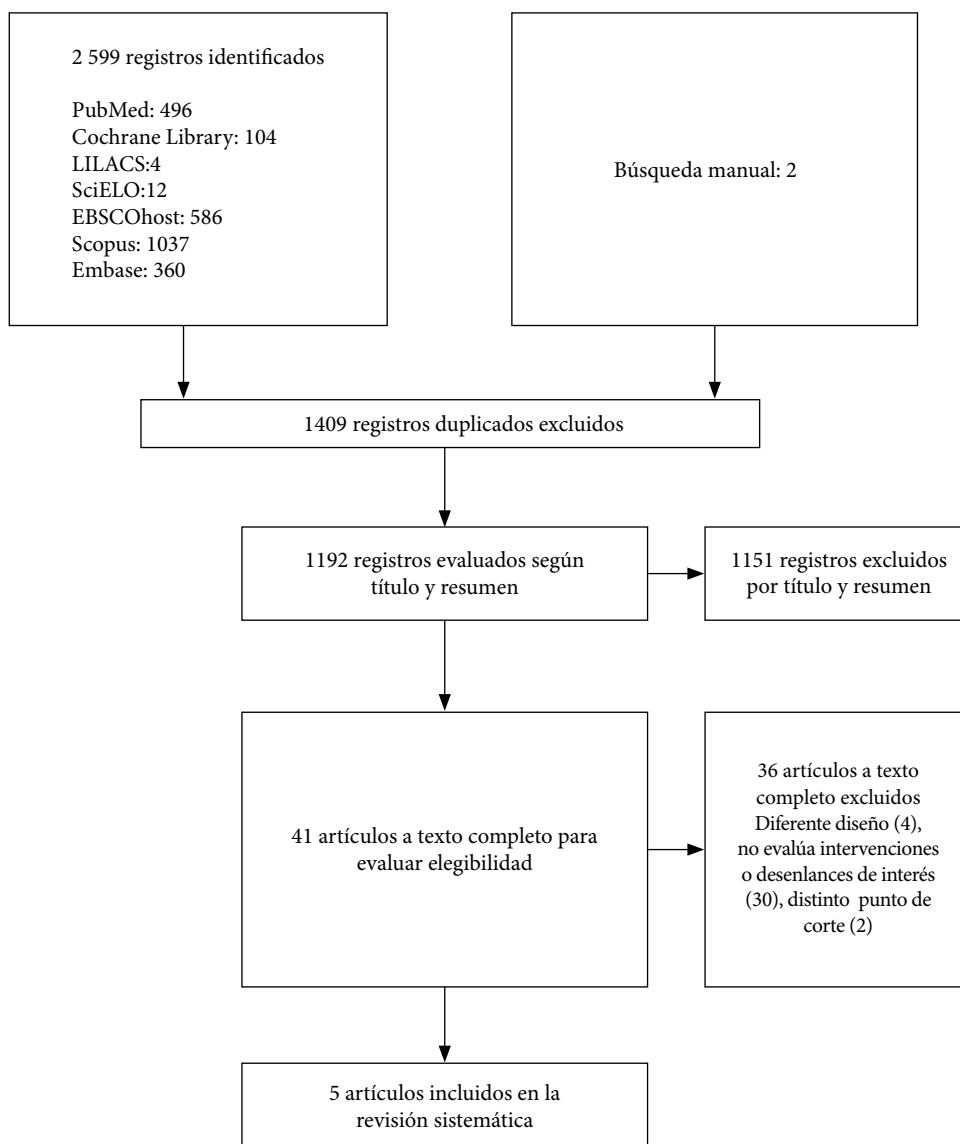 2 599 registros identificados
PubMed: 496
Cochrane Library: 104
LILACS:4
SciELO:12
EBSCOhost: 586
Scopus: 1037
Embase: 360
Búsqueda manual: 2
1409 registros duplicados excluidos
1192 registros evaluados según
título y resumen
1151 registros excluidos
por título y resumen
41 artículos a texto completo para
evaluar elegibilidad
36 artículos a texto
completo excluidos
Diferente diseño (4),
no evalúa intervenciones
o desenlances de interés
(30), distinto punto de
corte (2)
5 artículos incluidos en la
revisión sistemática